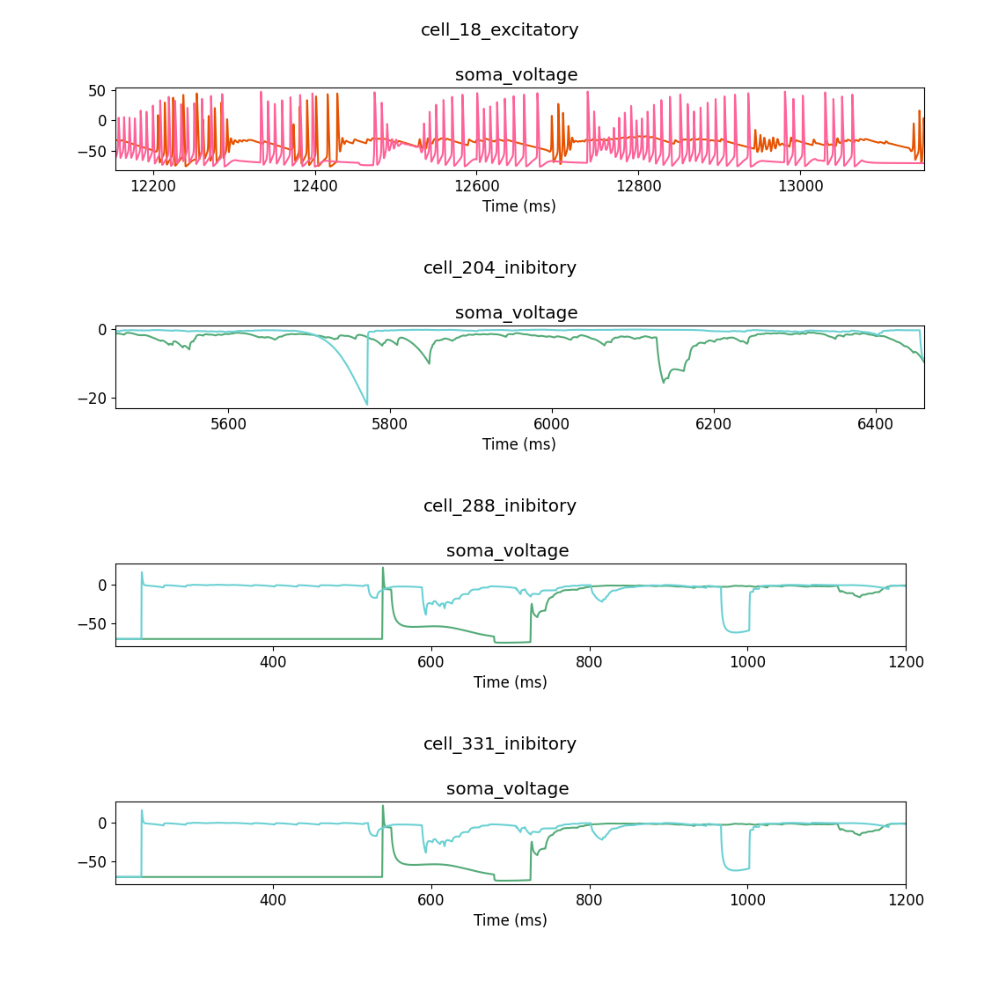 cell_18_excitatory
soma_voltage
50
0
−50
12200 12400 12600 12800 13000
Time (ms)
cell_204_inibitory
soma_voltage
0
−20
5600 5800 6000 6200 6400
Time (ms)
cell_288_inibitory
soma_voltage
0
−50
400 600 800 1000 1200
Time (ms)
cell_331_inibitory
soma_voltage
0
−50
400 600 800 1000 1200
Time (ms)